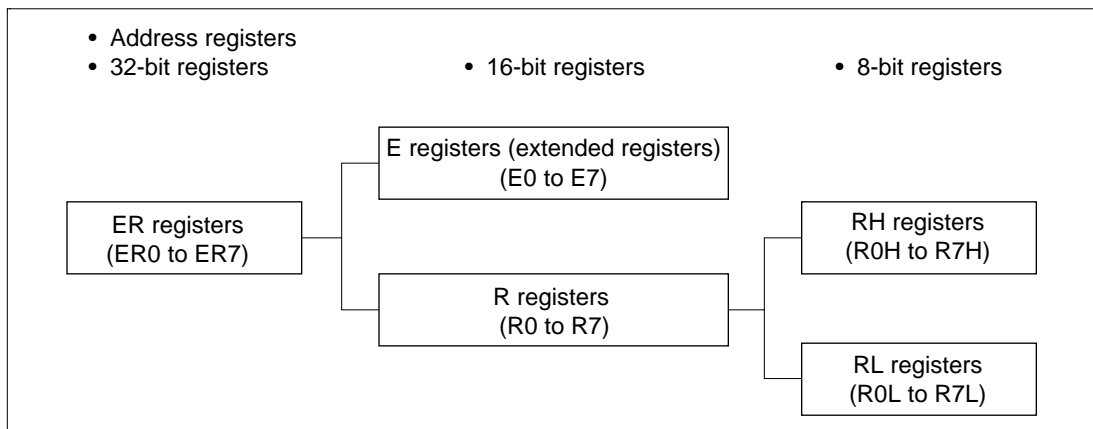 • Address registers
• 32-bit registers
• 16-bit registers
• 8-bit registers
E registers (extended registers)
(E0 to E7)
ER registers
(ER0 to ER7)
RH registers
(R0H to R7H)
R registers
(R0 to R7)
RL registers
(R0L to R7L)